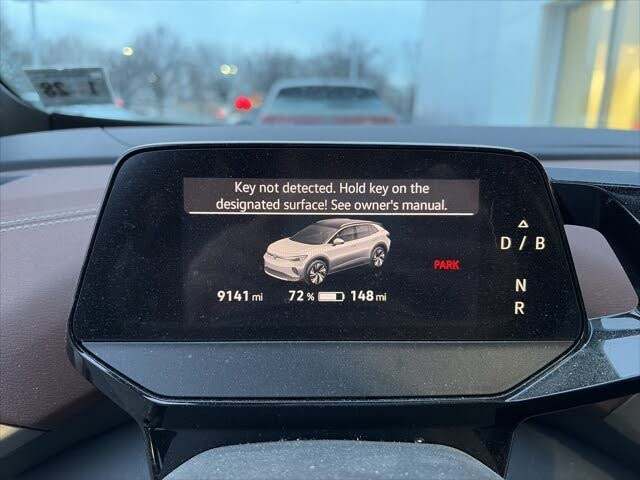 Key not detected. Hold key on the
designated surface! See owner's manual.
D / B
PARK
N
9141 mi 72 % 148 mi
R